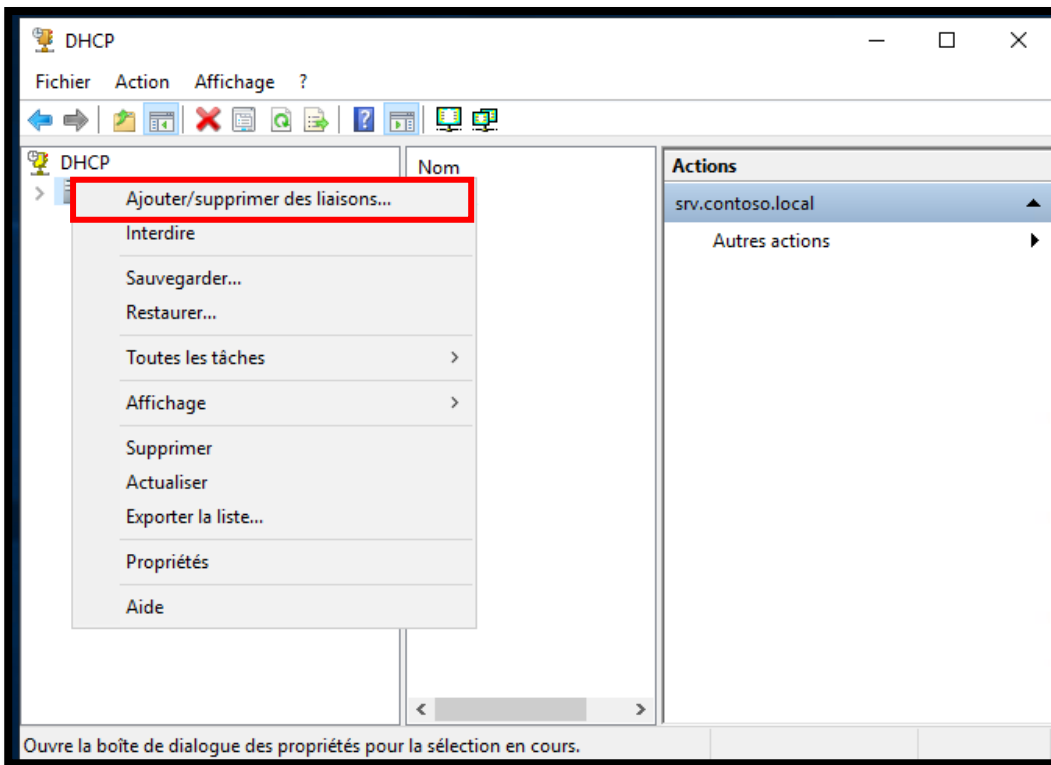 DHCP
Fichier Action Affichage ?
DHCP
Nom
Actions
Ajouter/supprimer des liaisons...
srv.contoso.local
Interdire
Autres actions
Sauvegarder...
Restaurer...
Toutes les tâches
Affichage
Supprimer
Actualiser
Exporter la liste...
Propriétés
Aide
Ouvre la boîte de dialogue des propriétés pour la sélection en cours.